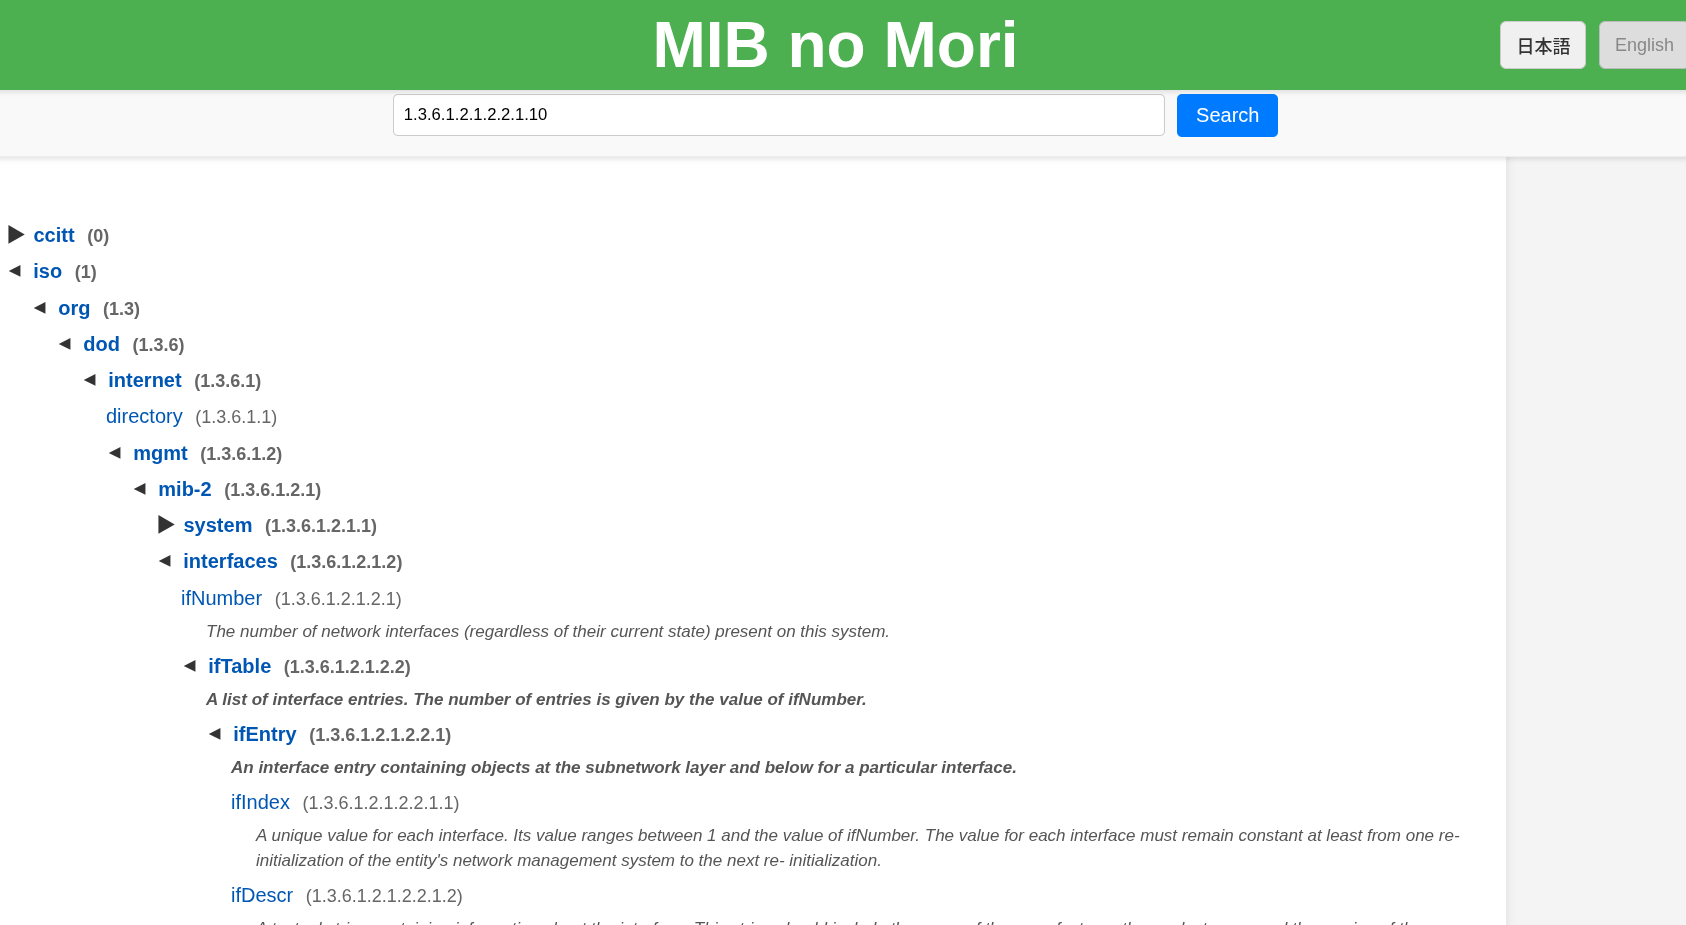 MIB no Mori
日本語
English
1.3.6.1.2.1.2.2.1.10
Search
ccitt (0)
iso (1)
org (1.3)
dod (1.3.6)
internet (1.3.6.1)
directory (1.3.6.1.1)
mgmt (1.3.6.1.2)
mib-2 (1.3.6.1.2.1)
system (1.3.6.1.2.1.1)
interfaces (1.3.6.1.2.1.2)
ifNumber (1.3.6.1.2.1.2.1)
The number of network interfaces (regardless of their current state) present on this system.
ifTable (1.3.6.1.2.1.2.2)
A list of interface entries. The number of entries is given by the value of ifNumber.
ifEntry (1.3.6.1.2.1.2.2.1)
An interface entry containing objects at the subnetwork layer and below for a particular interface.
ifIndex (1.3.6.1.2.1.2.2.1.1)
A unique value for each interface. Its value ranges between 1 and the value of ifNumber. The value for each interface must remain constant at least from one re-
initialization of the entity's network management system to the next re- initialization.
ifDescr (1.3.6.1.2.1.2.2.1.2)